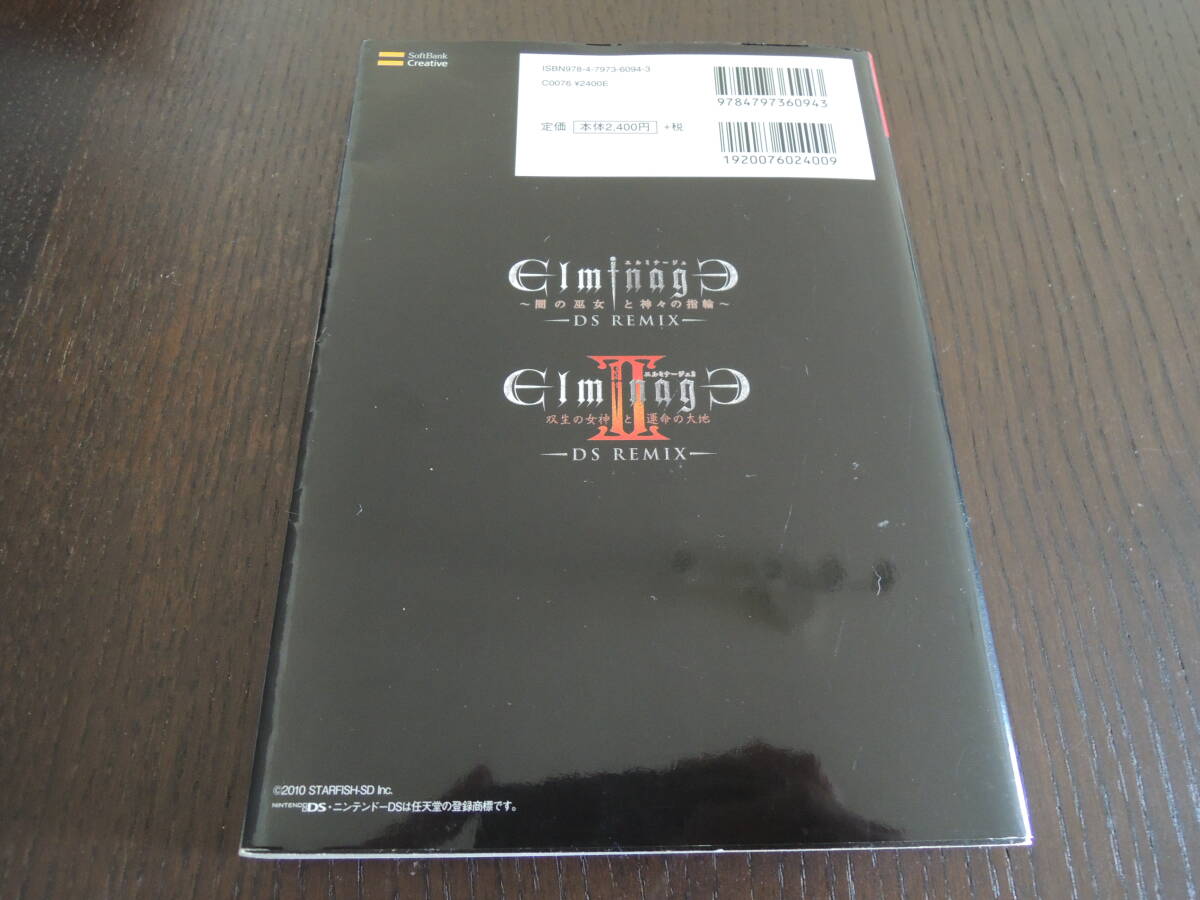 SoftBank
Creative
ISBN978-4-7973-6094-3
C0076 ¥2400E
9784797360943
定価 本体2,400円 +税
1920076024009
エルミナージュ
Elminage
～闇の巫女と神々の指輪～
DS REMIX
エルミナージュⅡ
Elminage
II
双生の女神と運命の大地
DS REMIX
©2010 STARFISH-SD Inc.
NINTENDO DS・ニンテンドーDSは任天堂の登録商標です。